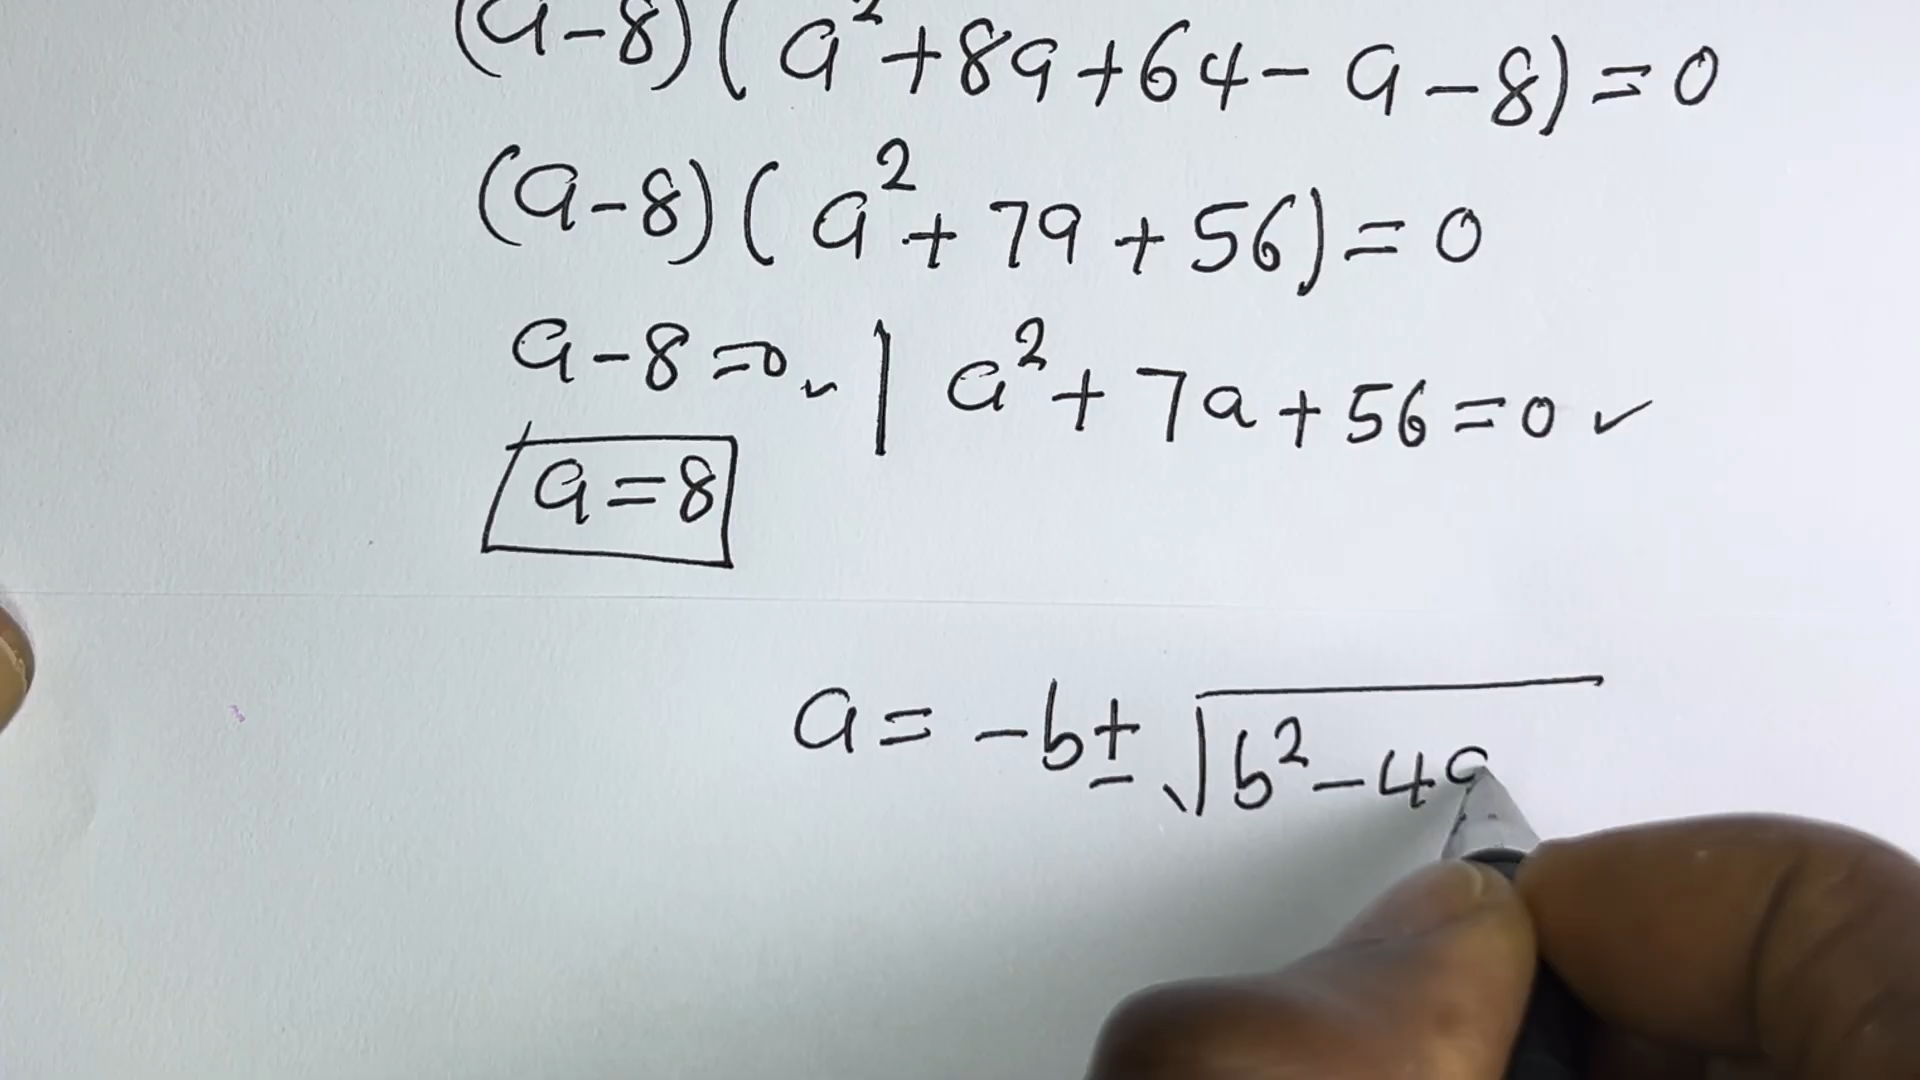 (a-8)(a²+8a+64-a-8)=0
(a-8)(a²+7a+56)=0
a-8=0 | a²+7a+56=0 ✓
a=8
a=-b±√b²-4a